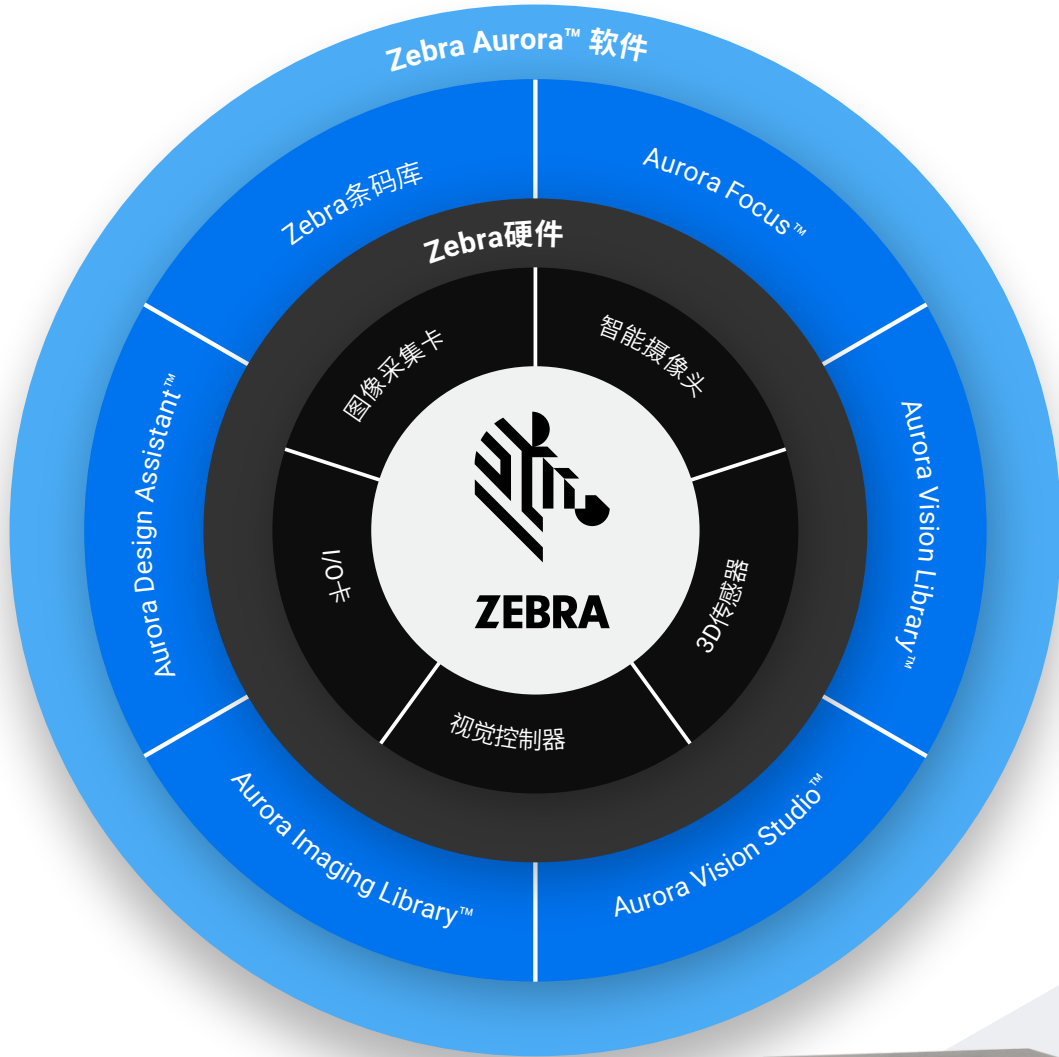 Zebra Aurora™ 软件
Zebra条码库
Aurora Focus™
Aurora Vision Library™
Aurora Vision Studio™
Aurora Imaging Library™
Aurora Design Assistant™
Zebra硬件
图像采集卡
智能摄像头
3D传感器
视觉控制器
I/O卡
ZEBRA